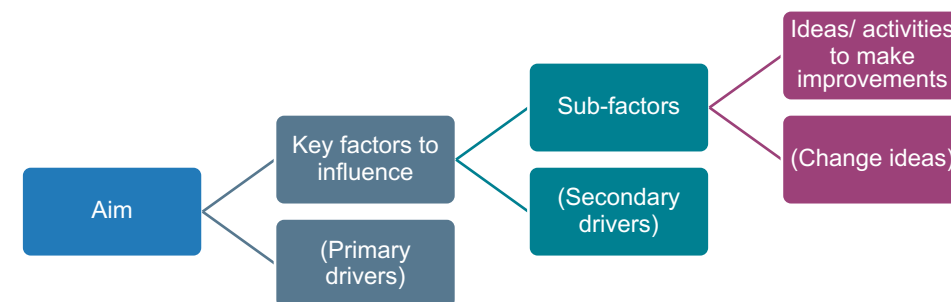 Aim
Key factors to
influence
(Primary
drivers)
Sub-factors
(Secondary
drivers)
Ideas/ activities
to make
improvements
(Change ideas)